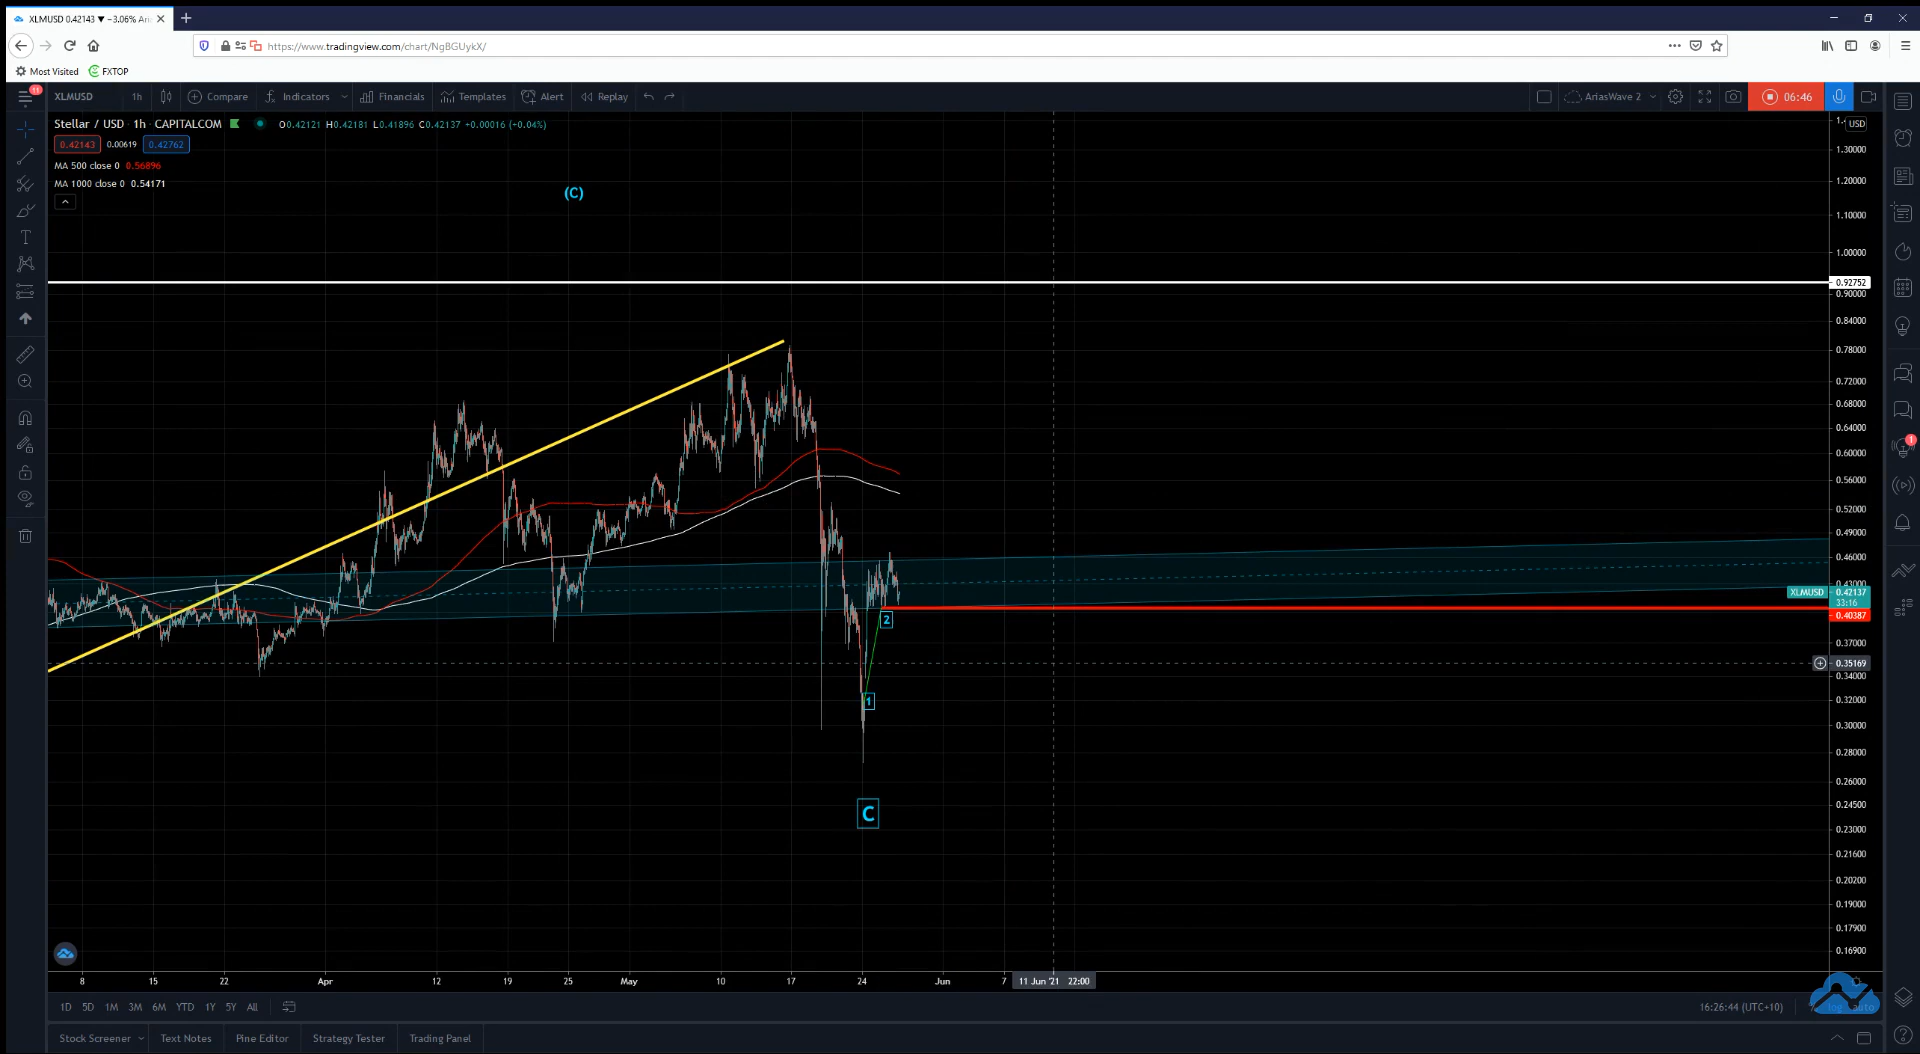 XLMUSD 0.42143 ▼ −3.06% Ari
https://www.tradingview.com/chart/NgBGUykX/
Most Visited FXTOP
11 XLMUSD 1h Compare Indicators Financials Templates Alert Replay AriasWave 2 06:46
Stellar / USD · 1h · CAPITALCOM O0.42121 H0.42181 L0.41896 C0.42137 +0.00016 (+0.04%)
0.42143 0.00619 0.42762
MA 500 close 0 0.56896
MA 1000 close 0 0.54171
(C)
USD
1.30000
1.20000
1.10000
1.00000
0.92752
0.90000
0.84000
0.78000
0.72000
0.68000
0.64000
0.60000
0.56000
0.52000
0.49000
0.46000
0.43000
XLMUSD 0.42137
33:16
0.40387
2
0.37000
0.35169
0.34000
1
0.32000
0.30000
0.28000
0.26000
0.24500
C
0.23000
0.21600
0.20200
0.19000
0.17900
0.16900
8 15 22 Apr 12 19 25 May 10 17 24 Jun 7 11 Jun '21 22:00
1D 5D 1M 3M 6M YTD 1Y 5Y All 16:26:44 (UTC+10) log auto
Stock Screener Text Notes Pine Editor Strategy Tester Trading Panel
1